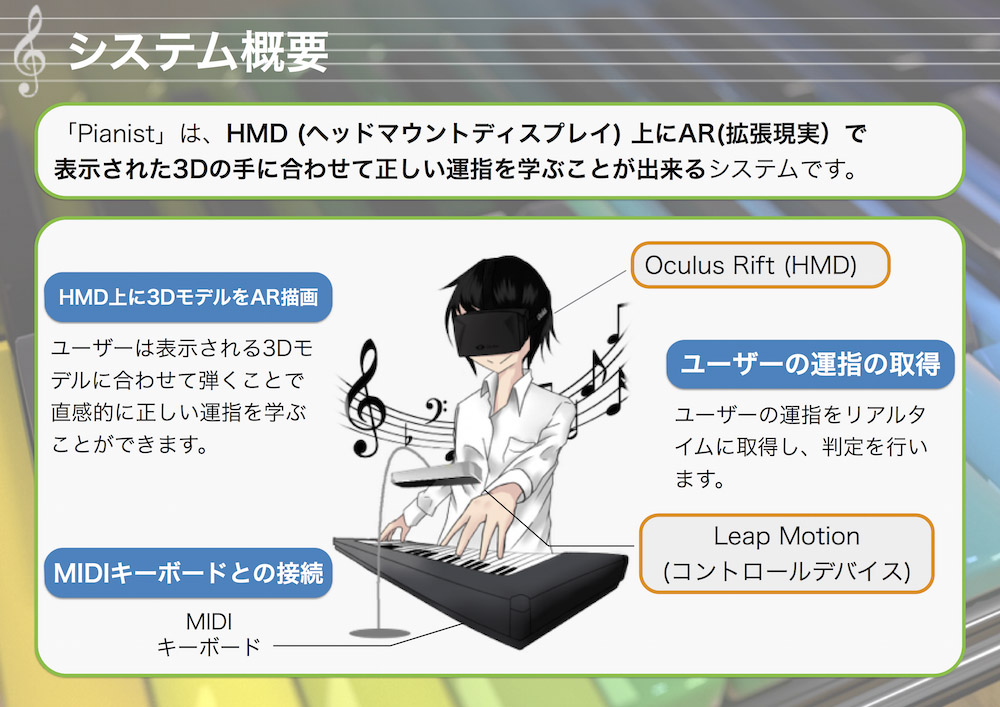 システム概要
「Pianist」は、HMD (ヘッドマウントディスプレイ) 上にAR(拡張現実）で
表示された3Dの手に合わせて正しい運指を学ぶことが出来るシステムです。
Oculus Rift (HMD)
HMD上に3DモデルをAR描画
ユーザーは表示される3Dモ
デルに合わせて弾くことで
直感的に正しい運指を学ぶ
ことができます。
ユーザーの運指の取得
ユーザーの運指をリアルタ
イムに取得し、判定を行い
ます。
Leap Motion
(コントロールデバイス)
MIDIキーボードとの接続
MIDI
キーボード